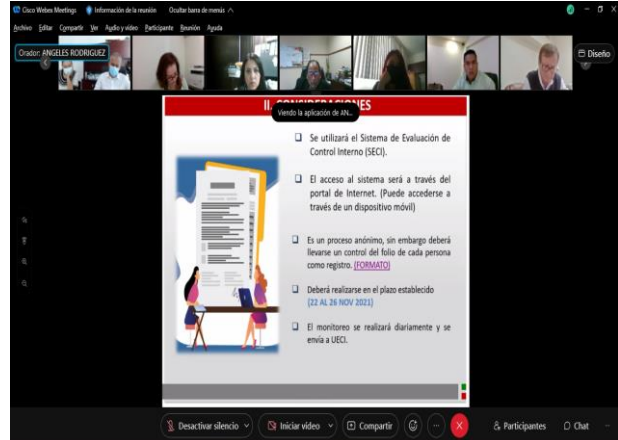 Cisco Webex Meetings Información de la reunión Ocultar barra de menús
Archivo Editar Compartir Ver Audio y vídeo Participante Reunión Ayuda
Orador: ANGELES RODRIGUEZ
Diseño
II. CONSIDERACIONES
Viendo la aplicación de AN...
Se utilizará el Sistema de Evaluación de
Control Interno (SECI).
El acceso al sistema será a través del
portal de Internet. (Puede accederse a
través de un dispositivo móvil)
Es un proceso anónimo, sin embargo deberá
llevarse un control del folio de cada persona
como registro. (FORMATO)
Deberá realizarse en el plazo establecido
(22 AL 26 NOV 2021)
El monitoreo se realizará diariamente y se
envía a UECI.
Desactivar silencio Iniciar vídeo Compartir Participantes Chat